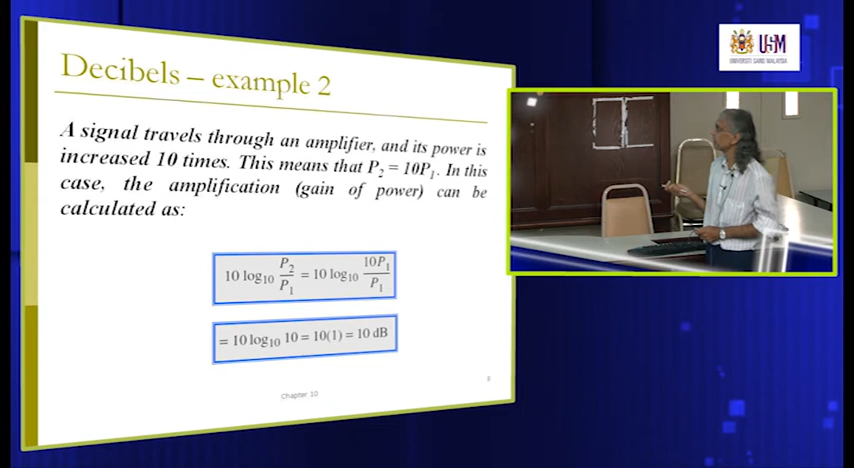 Decibels – example 2
A signal travels through an amplifier, and its power is
increased 10 times. This means that P₂ = 10P₁. In this
case, the amplification (gain of power) can be
calculated as:
10 log₁₀ P₂/P₁ = 10 log₁₀ 10P₁/P₁
= 10 log₁₀ 10 = 10(1) = 10 dB
Chapter 10
8
USM
UNIVERSITI SAINS MALAYSIA